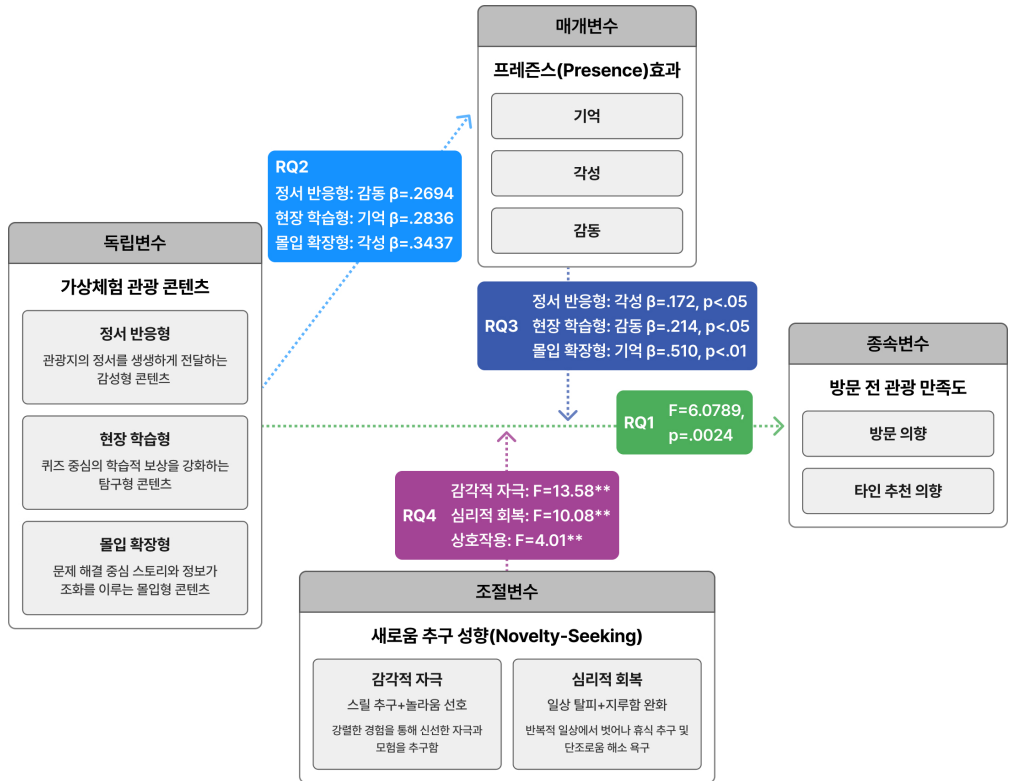 매개변수
프레즌스(Presence)효과
기억
각성
감동
RQ2
정서 반응형: 감동 β=.2694
현장 학습형: 기억 β=.2836
몰입 확장형: 각성 β=.3437
독립변수
가상체험 관광 콘텐츠
정서 반응형
관광지의 정서를 생생하게 전달하는
감성형 콘텐츠
현장 학습형
퀴즈 중심의 학습적 보상을 강화하는
탐구형 콘텐츠
몰입 확장형
문제 해결 중심 스토리와 정보가
조화를 이루는 몰입형 콘텐츠
RQ3
정서 반응형: 각성 β=.172, p<.05
현장 학습형: 감동 β=.214, p<.05
몰입 확장형: 기억 β=.510, p<.01
RQ1
F=6.0789,
p=.0024
종속변수
방문 전 관광 만족도
방문 의향
타인 추천 의향
RQ4
감각적 자극: F=13.58**
심리적 회복: F=10.08**
상호작용: F=4.01**
조절변수
새로움 추구 성향(Novelty-Seeking)
감각적 자극
스릴 추구+놀라움 선호
강렬한 경험을 통해 신선한 자극과
모험을 추구함
심리적 회복
일상 탈피+지루함 완화
반복적 일상에서 벗어나 휴식 추구 및
단조로움 해소 욕구